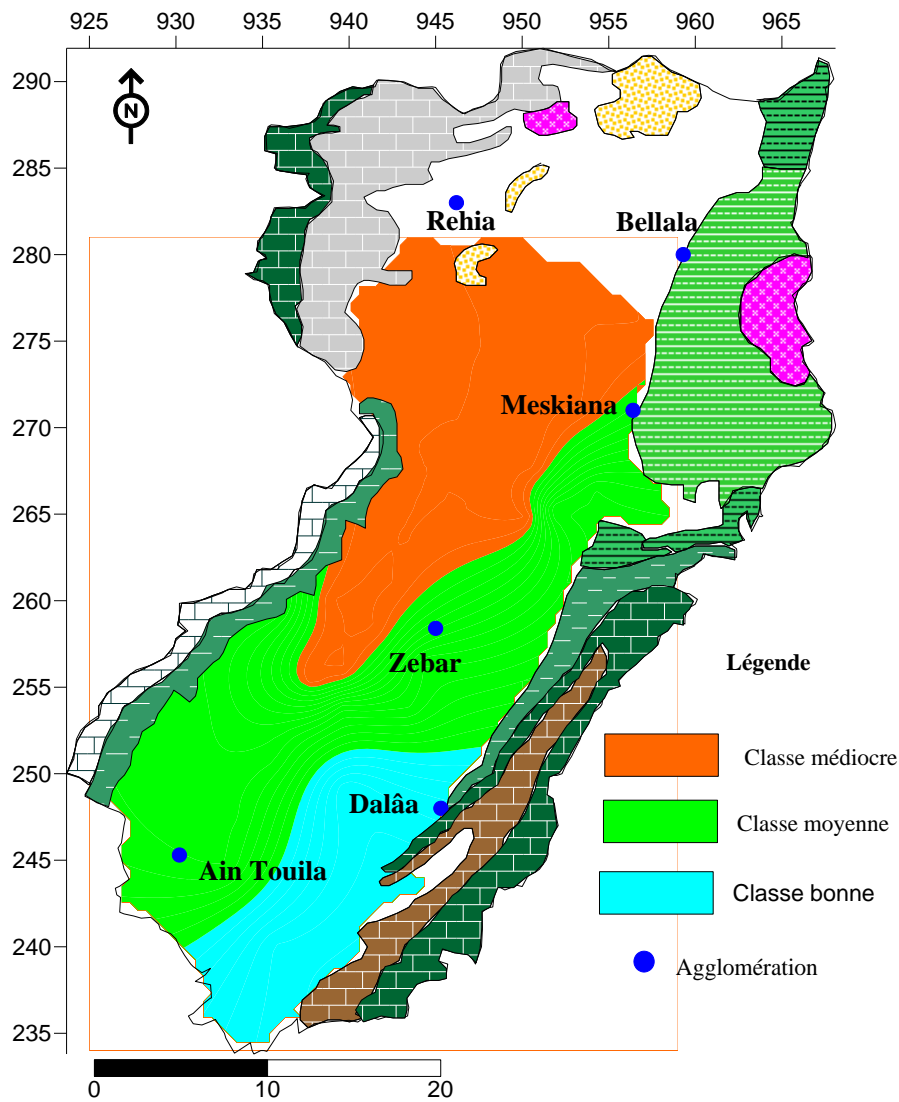 925 930 935 940 945 950 955 960 965
290
N
285
Rehia
Bellala
280
275
Meskiana
270
265
260
Zebar
Légende
255
250
Classe médiocre
Dalâa
Classe moyenne
245
Ain Touila
Classe bonne
240
Agglomération
235
0 10 20